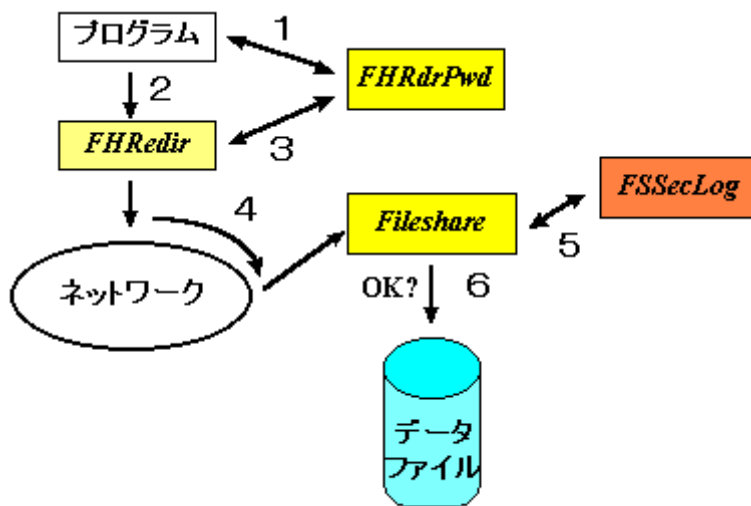 プログラム
1
FHRdrPwd
2
FHRedir
3
FSSecLog
4
Fileshare
5
ネットワーク
OK?
6
データ
ファイル